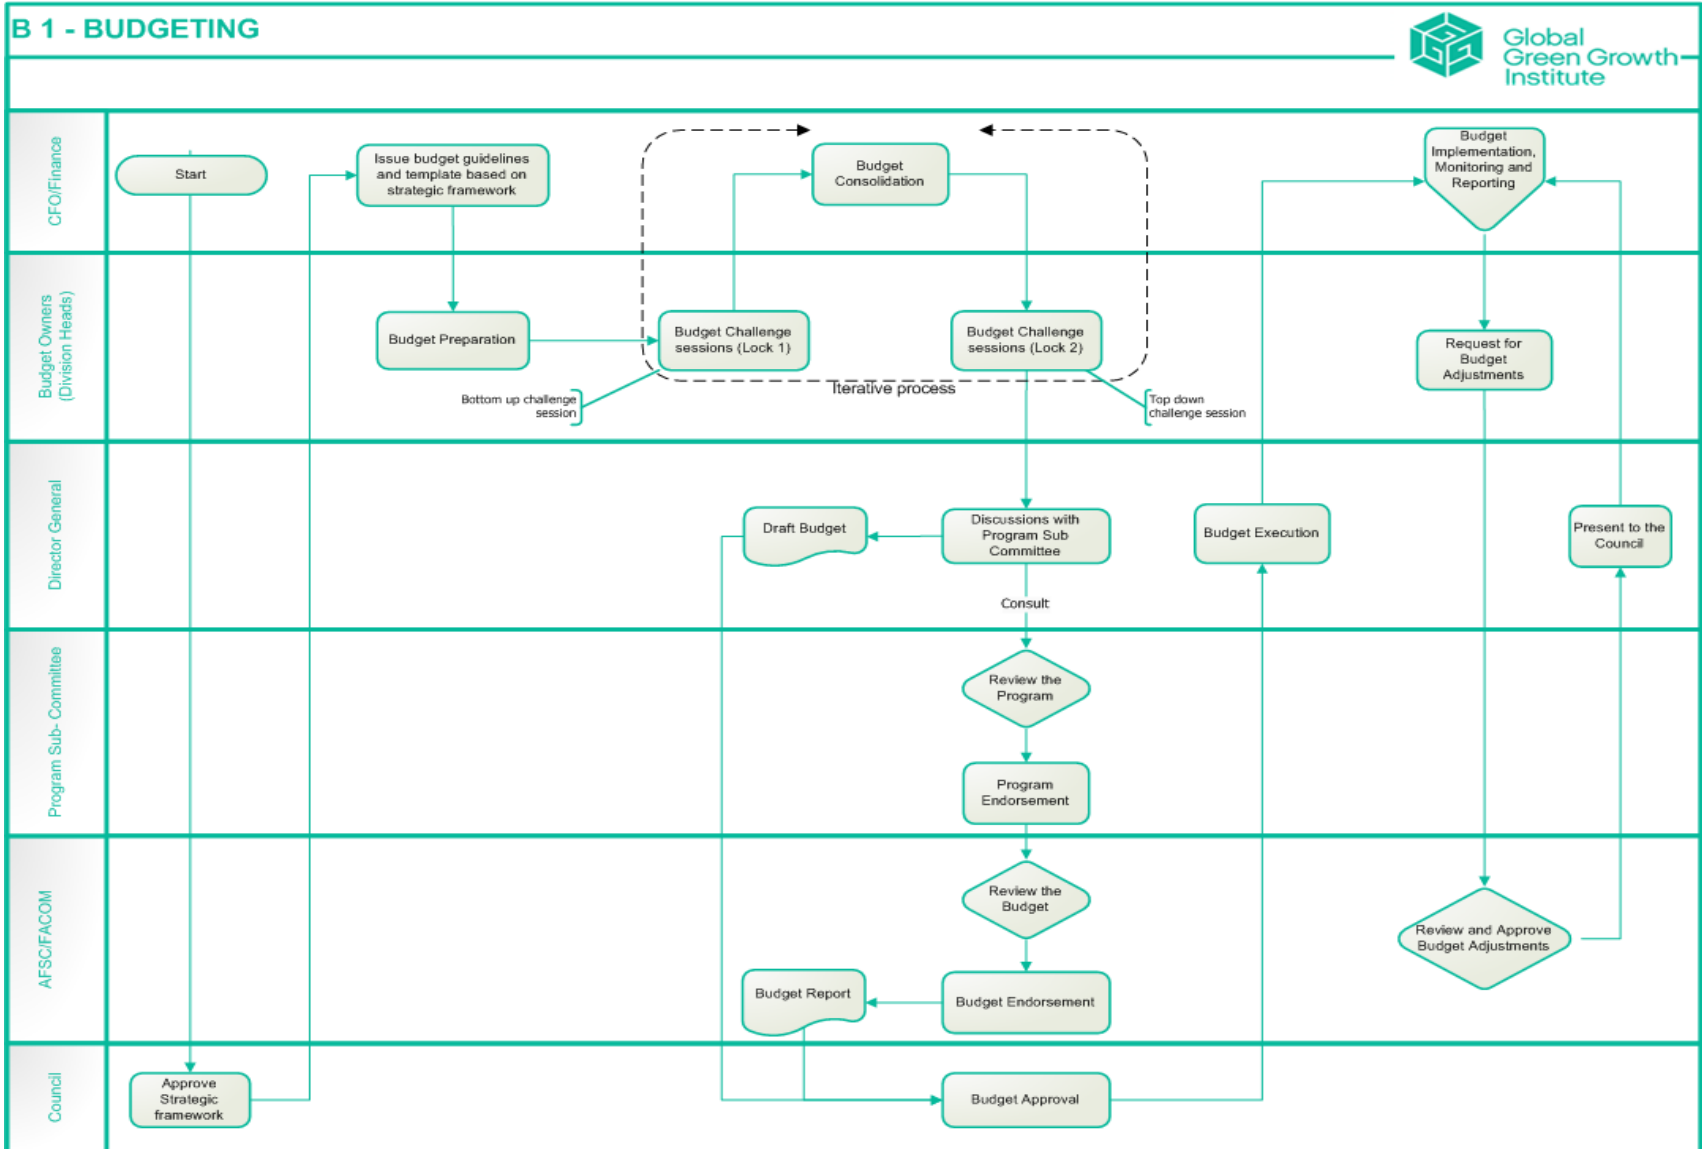 B 1 - BUDGETING
Global
Green Growth
Institute
CFO/Finance
Start
Issue budget guidelines
and template based on
strategic framework
Budget
Consolidation
Budget
Implementation,
Monitoring and
Reporting
Budget Owners
(Division Heads)
Budget Preparation
Budget Challenge
sessions (Lock 1)
Budget Challenge
sessions (Lock 2)
Request for
Budget
Adjustments
Iterative process
Bottom up challenge
session
Top down
challenge session
Director General
Draft Budget
Discussions with
Program Sub
Committee
Budget Execution
Present to the
Council
Consult
Program Sub- Committee
Review the
Program
Program
Endorsement
AFSC/FACOM
Review the
Budget
Review and Approve
Budget Adjustments
Budget Report
Budget Endorsement
Council
Approve
Strategic
framework
Budget Approval